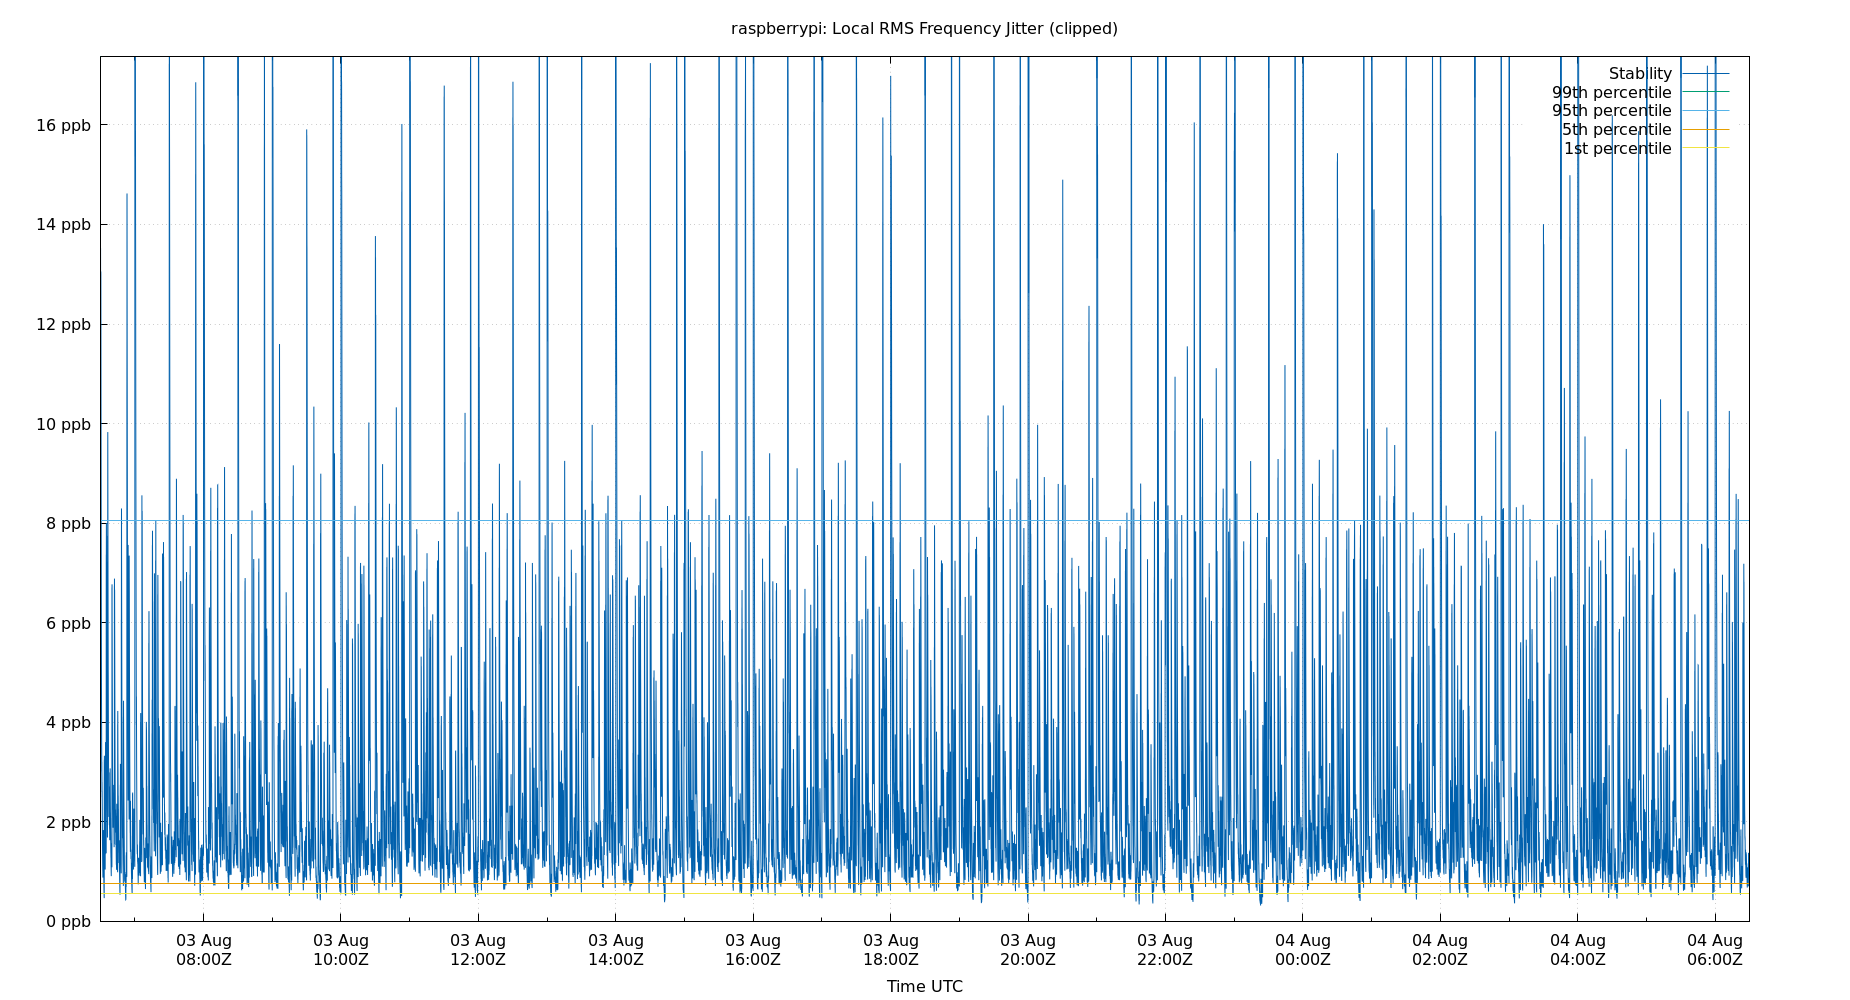 raspberrypi: Local RMS Frequency Jitter (clipped)
Stability
99th percentile
95th percentile
5th percentile
1st percentile
16 ppb
14 ppb
12 ppb
10 ppb
8 ppb
6 ppb
4 ppb
2 ppb
0 ppb
03 Aug 03 Aug 03 Aug 03 Aug 03 Aug 03 Aug 03 Aug 03 Aug 04 Aug 04 Aug 04 Aug 04 Aug
08:00Z 10:00Z 12:00Z 14:00Z 16:00Z 18:00Z 20:00Z 22:00Z 00:00Z 02:00Z 04:00Z 06:00Z
Time UTC